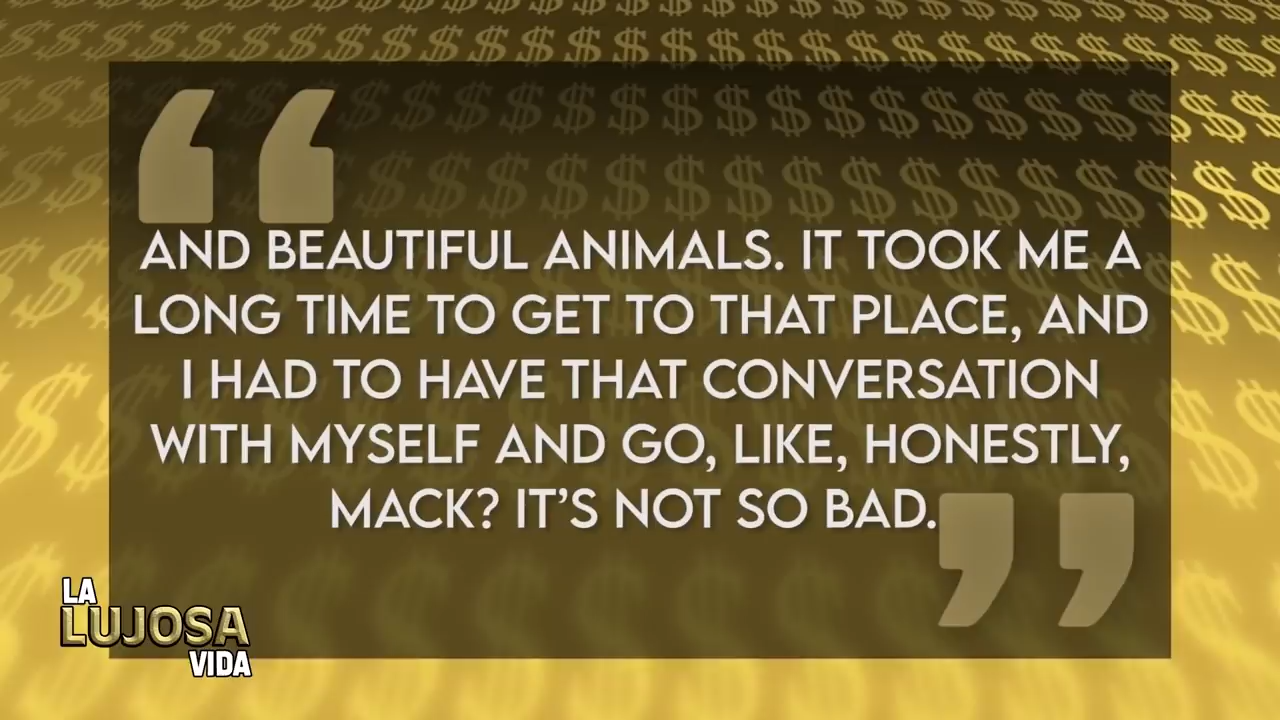 AND BEAUTIFUL ANIMALS. IT TOOK ME A
LONG TIME TO GET TO THAT PLACE, AND
I HAD TO HAVE THAT CONVERSATION
WITH MYSELF AND GO, LIKE, HONESTLY,
MACK? IT’S NOT SO BAD.
LA
LUJOSA
VIDA